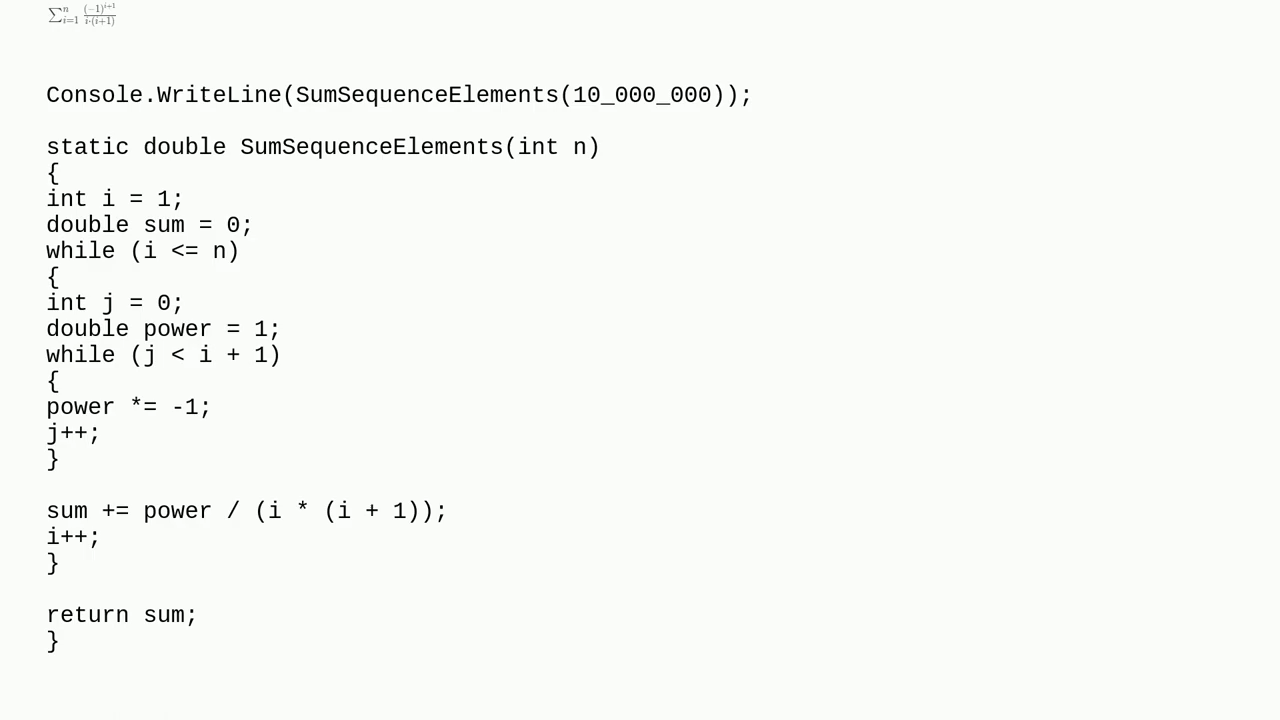 ∑_{i=1}^{n} \frac{(-1)^{i+1}}{i·(i+1)}
Console.WriteLine(SumSequenceElements(10_000_000));
static double SumSequenceElements(int n)
{
int i = 1;
double sum = 0;
while (i <= n)
{
int j = 0;
double power = 1;
while (j < i + 1)
{
power *= -1;
j++;
}
sum += power / (i * (i + 1));
i++;
}
return sum;
}